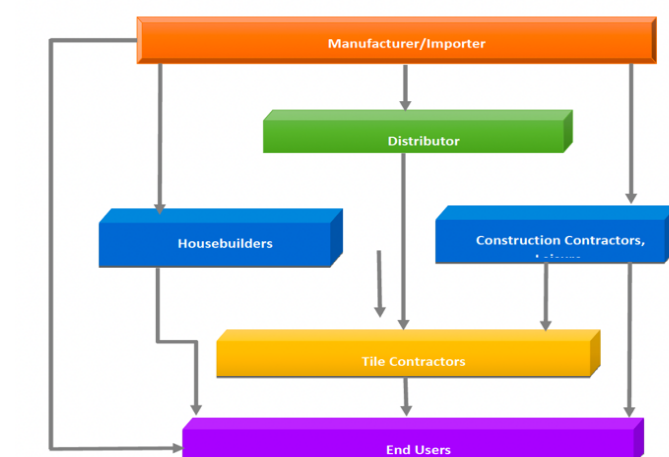 Manufacturer/Importer
Distributor
Housebuilders
Construction Contractors,
Tile Contractors
End Users